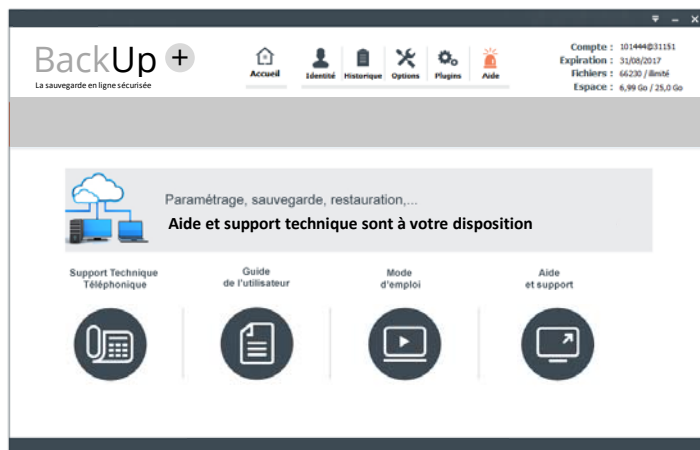 BackUp +
La sauvegarde en ligne sécurisée
Accueil
Identité
Historique
Options
Plugins
Aide
Compte : 101444@31151
Expiration : 31/08/2017
Fichiers : 66230 / illimité
Espace : 6,99 Go / 25,0 Go
Paramétrage, sauvegarde, restauration,...
Aide et support technique sont à votre disposition
Support Technique
Téléphonique
Guide
de l'utilisateur
Mode
d'emploi
Aide
et support